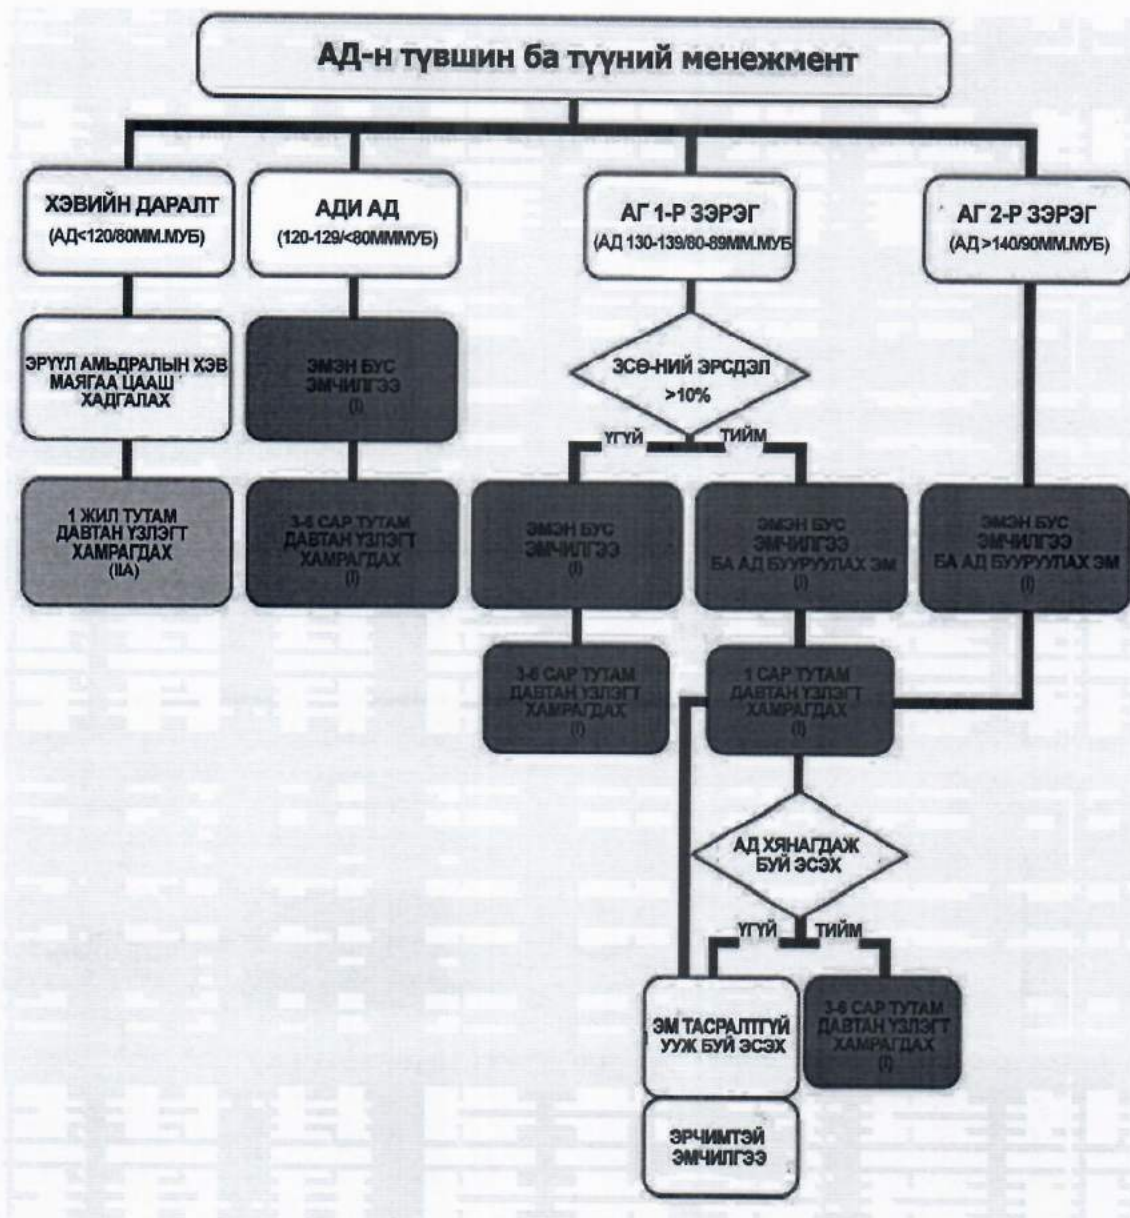 АД-н түвшин ба түүний менежмент
ХЭВИЙН ДАРАЛТ
(АД<120/80ММ.МУБ)
АДИ АД
(120-129/<80МММУБ)
АГ 1-Р ЗЭРЭГ
(АД 130-139/80-89ММ.МУБ
АГ 2-Р ЗЭРЭГ
(АД >140/90ММ.МУБ)
ЭРҮҮЛ АМЬДРАЛЫН ХЭВ
МАЯГАА ЦААШ
ХАДГАЛАХ
ЭМЭН БУС
ЭМЧИЛГЭЭ
(I)
ЗСӨ-НИЙ ЭРСДЭЛ
>10%
ҮГҮЙ
ТИЙМ
1 ЖИЛ ТУТАМ
ДАВТАН ҮЗЛЭГТ
ХАМРАГДАХ
(IIA)
3-6 САР ТУТАМ
ДАВТАН ҮЗЛЭГТ
ХАМРАГДАХ
(I)
ЭМЭН БУС
ЭМЧИЛГЭЭ
(I)
ЭМЭН БУС
ЭМЧИЛГЭЭ
БА АД БУУРУУЛАХ ЭМ
(I)
ЭМЭН БУС
ЭМЧИЛГЭЭ
БА АД БУУРУУЛАХ ЭМ
(I)
3-6 САР ТУТАМ
ДАВТАН ҮЗЛЭГТ
ХАМРАГДАХ
(I)
1 САР ТУТАМ
ДАВТАН ҮЗЛЭГТ
ХАМРАГДАХ
(I)
АД ХЯНАГДАЖ
БУЙ ЭСЭХ
ҮГҮЙ
ТИЙМ
ЭМ ТАСРАЛТГҮЙ
УУЖ БУЙ ЭСЭХ
3-6 САР ТУТАМ
ДАВТАН ҮЗЛЭГТ
ХАМРАГДАХ
(I)
ЭРЧИМТЭЙ
ЭМЧИЛГЭЭ